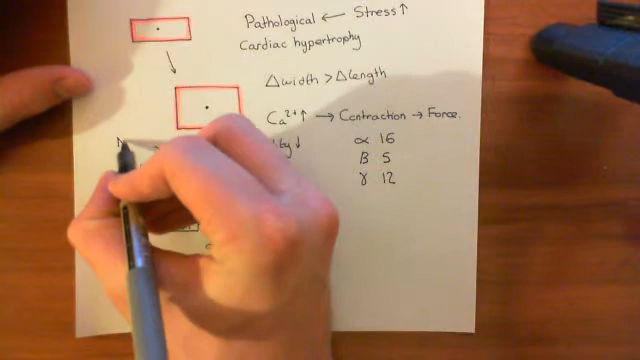 Pathological ← Stress ↑
Cardiac hypertrophy
Δwidth > Δlength
Ca²⁺↑ → Contraction → Force.
↓
α 16
β 5
γ 12